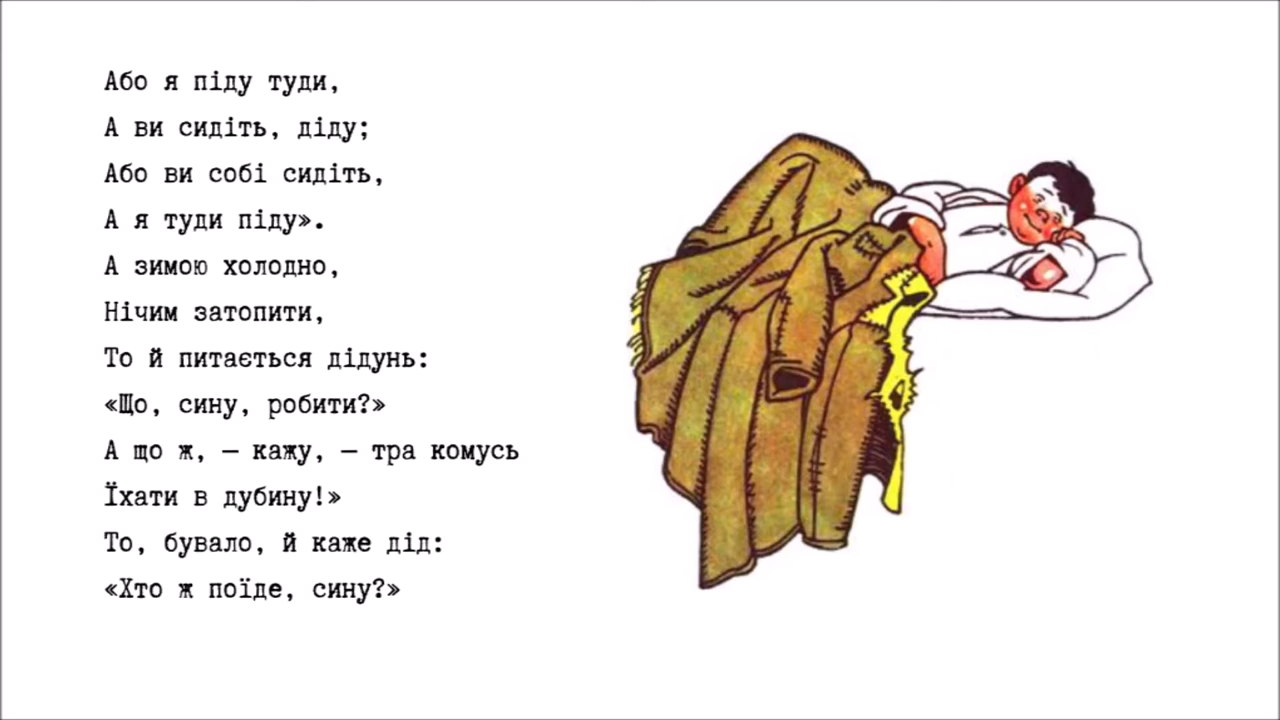 Або я піду туди,
А ви сидіть, діду;
Або ви собі сидіть,
А я туди піду».
А зимою холодно,
Нічим затопити,
То й питається дідунь:
«Що, сину, робити?»
А що ж, — кажу, — тра комусь
Їхати в дубину!»
То, бувало, й каже дід:
«Хто ж поїде, сину?»